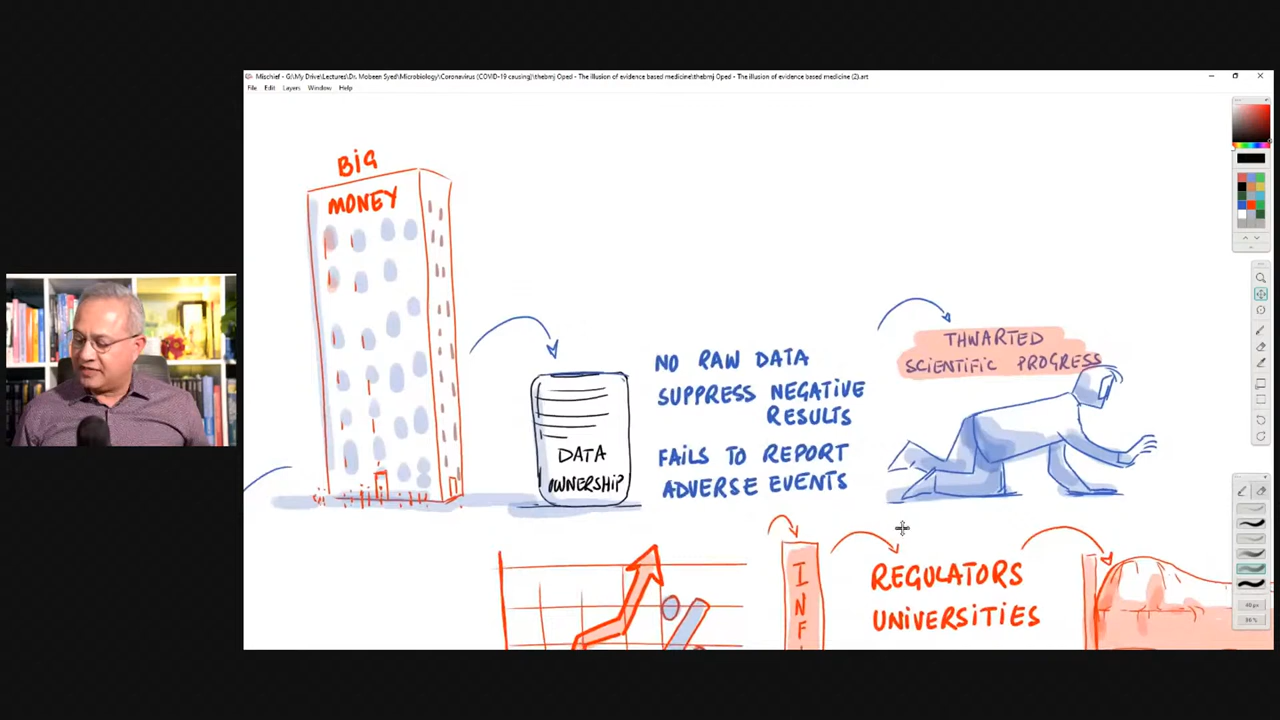 Mischief - G:\My Drive\Lectures\Dr. Mobeen Syed\Microbiology\Coronavirus (COVID-19 causing)\thebmj Oped - The illusion of evidence based medicine\thebmj Oped - The illusion of evidence based medicine (2).art
File Edit Layers Window Help
BIG
MONEY
DATA
OWNERSHIP
NO RAW DATA
SUPPRESS NEGATIVE
RESULTS
FAILS TO REPORT
ADVERSE EVENTS
THWARTED
SCIENTIFIC PROGRESS
INF
REGULATORS
UNIVERSITIES